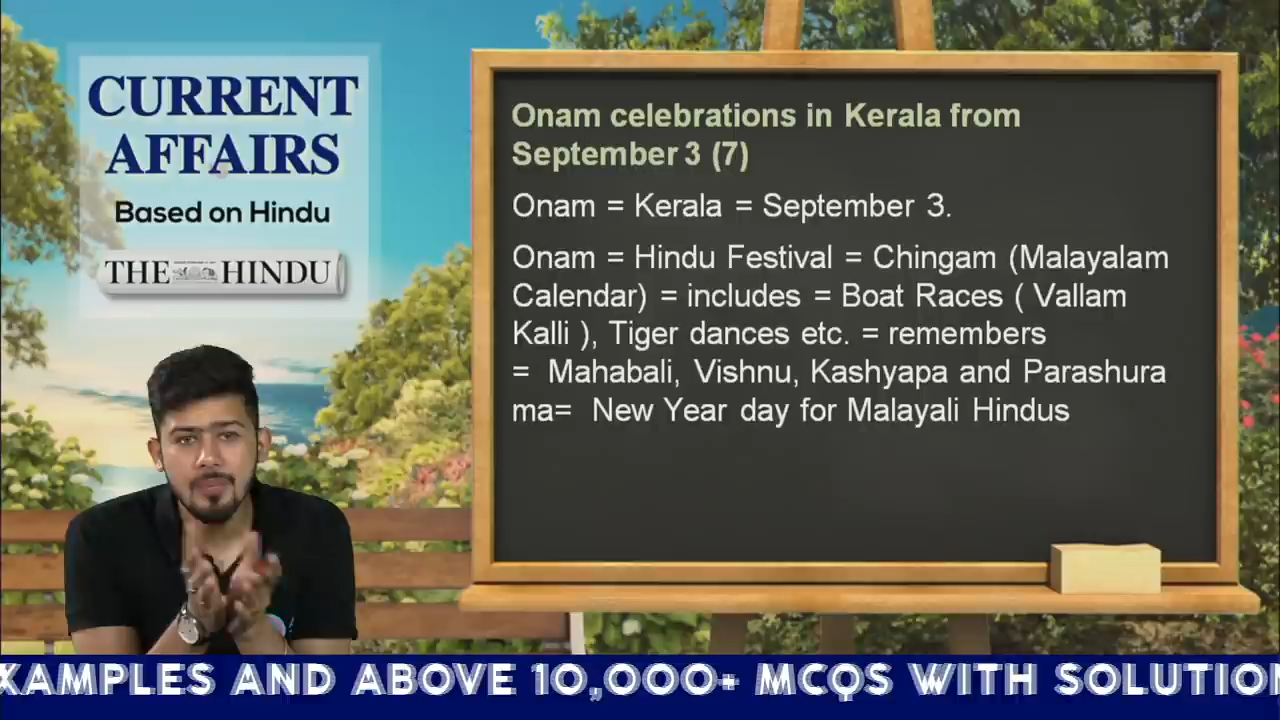 CURRENT
AFFAIRS
Based on Hindu
THE HINDU
Onam celebrations in Kerala from
September 3 (7)
Onam = Kerala = September 3.
Onam = Hindu Festival = Chingam (Malayalam
Calendar) = includes = Boat Races ( Vallam
Kalli ), Tiger dances etc. = remembers
= Mahabali, Vishnu, Kashyapa and Parashura
ma= New Year day for Malayali Hindus
XAMPLES AND ABOVE 10,000+ MCQS WITH SOLUTION